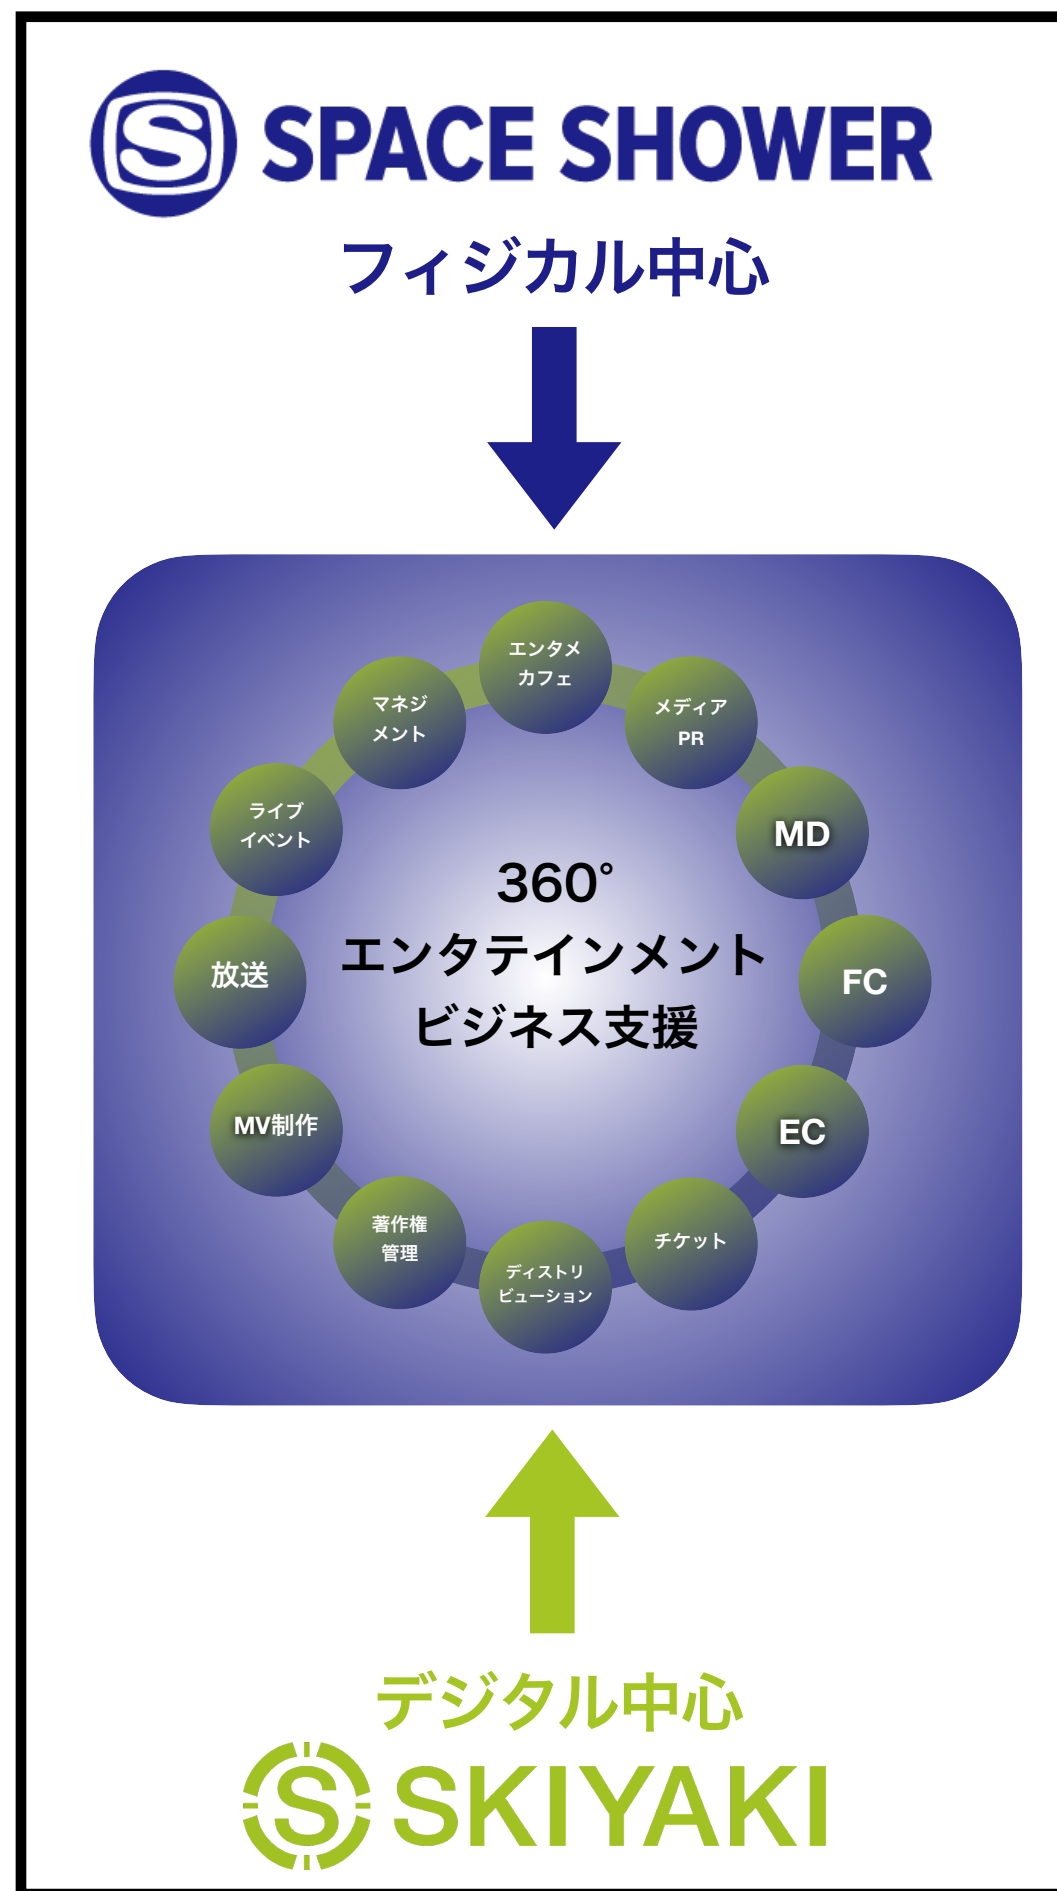 SPACE SHOWER
フィジカル中心
エンタメ
カフェ
メディア
PR
MD
FC
EC
チケット
ディストリ
ビューション
著作権
管理
MV制作
放送
ライブ
イベント
マネジ
メント
360°
エンタテインメント
ビジネス支援
デジタル中心
SKIYAKI